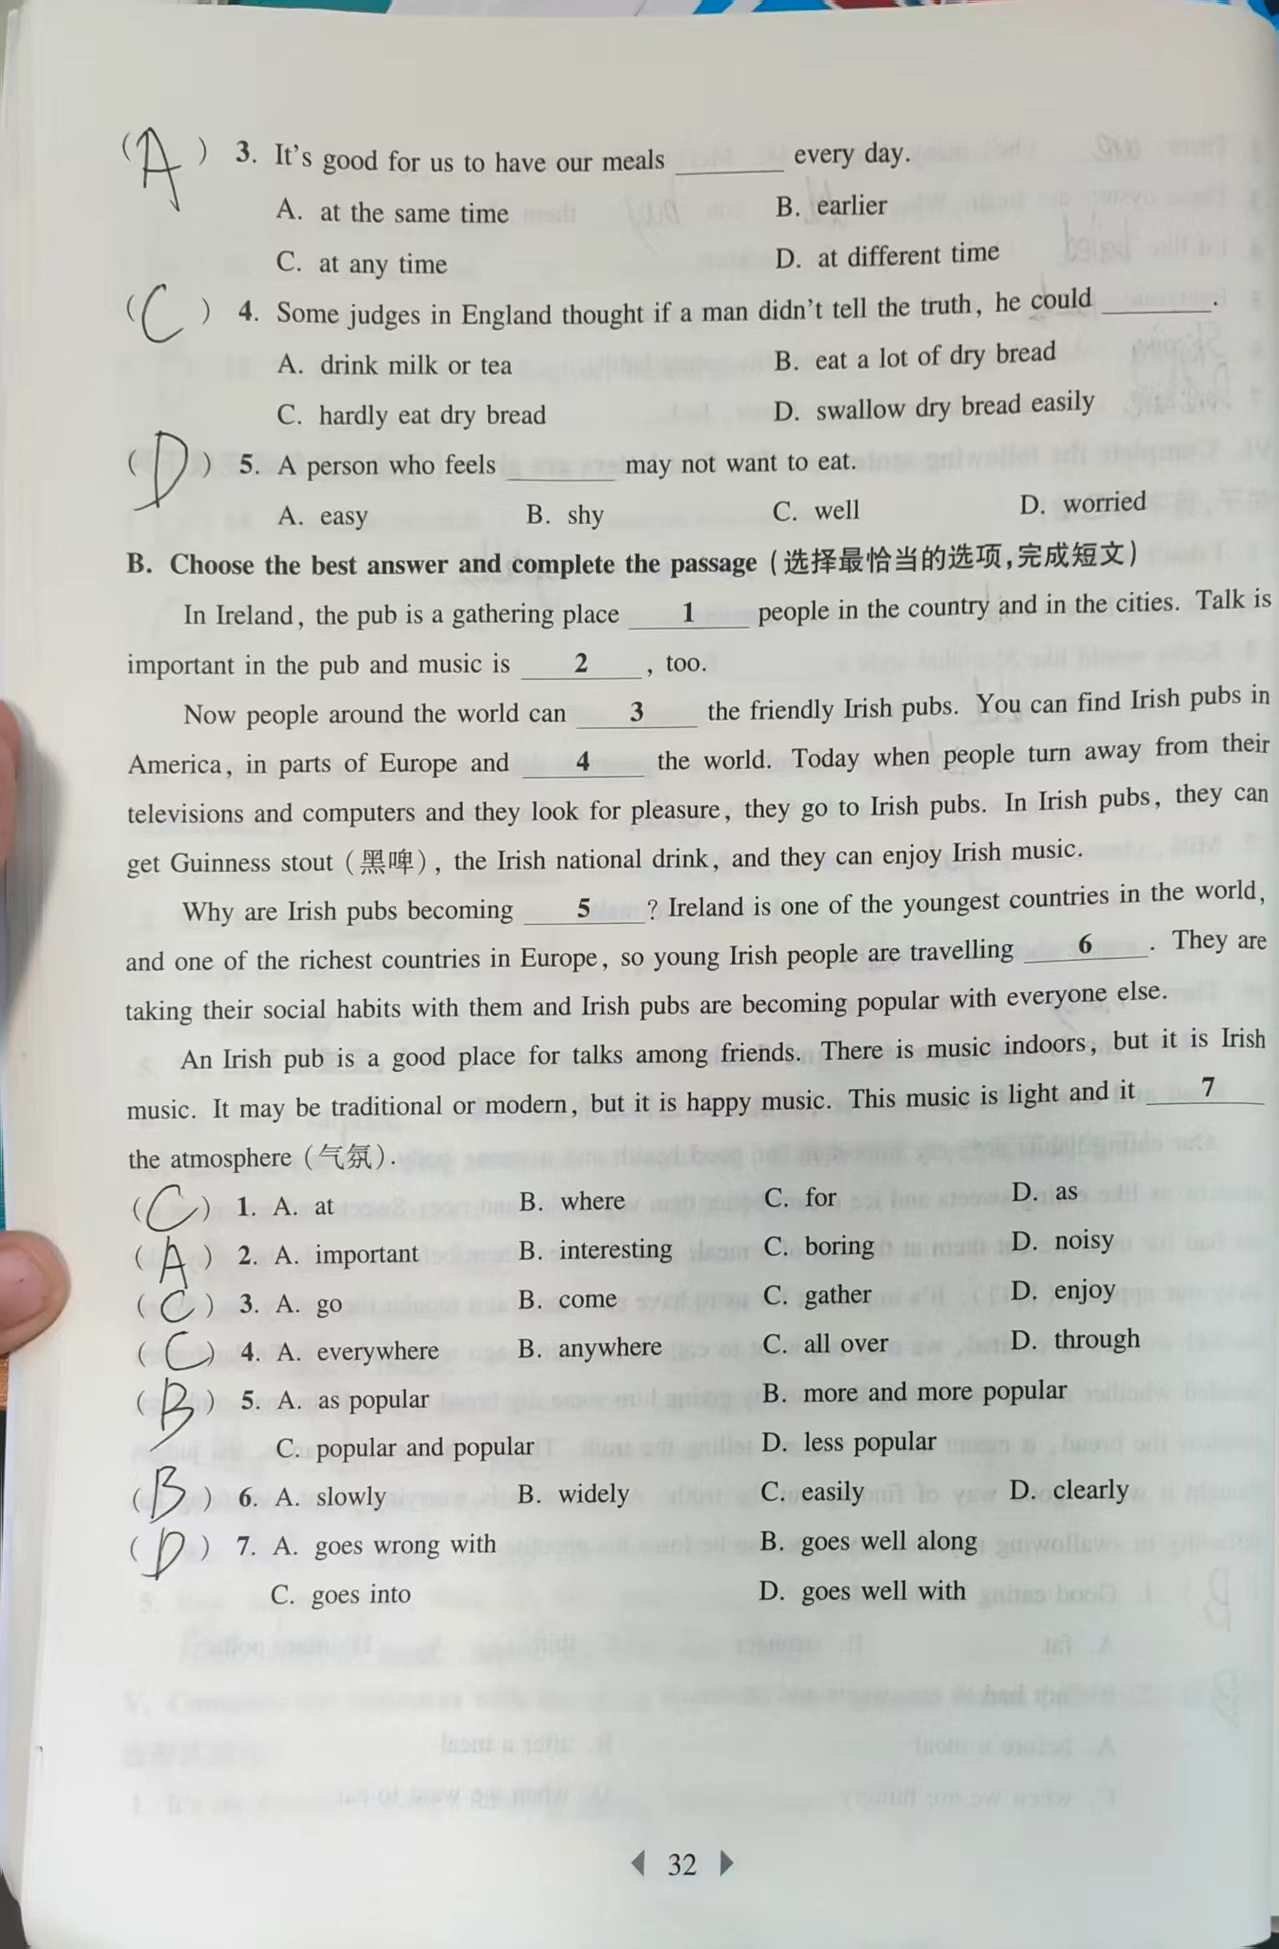 (A) 3. It's good for us to have our meals ______ every day.
A. at the same time B. earlier
C. at any time D. at different time
(C) 4. Some judges in England thought if a man didn't tell the truth, he could ______.
A. drink milk or tea B. eat a lot of dry bread
C. hardly eat dry bread D. swallow dry bread easily
(D) 5. A person who feels ______ may not want to eat.
A. easy B. shy C. well D. worried
B. Choose the best answer and complete the passage (选择最恰当的选项,完成短文)
In Ireland, the pub is a gathering place 1 people in the country and in the cities. Talk is
important in the pub and music is 2 , too.
Now people around the world can 3 the friendly Irish pubs. You can find Irish pubs in
America, in parts of Europe and 4 the world. Today when people turn away from their
televisions and computers and they look for pleasure, they go to Irish pubs. In Irish pubs, they can
get Guinness stout (黑啤), the Irish national drink, and they can enjoy Irish music.
Why are Irish pubs becoming 5 ? Ireland is one of the youngest countries in the world,
and one of the richest countries in Europe, so young Irish people are travelling 6 . They are
taking their social habits with them and Irish pubs are becoming popular with everyone else.
An Irish pub is a good place for talks among friends. There is music indoors, but it is Irish
music. It may be traditional or modern, but it is happy music. This music is light and it 7
the atmosphere (气氛).
(C) 1. A. at B. where C. for D. as
(A) 2. A. important B. interesting C. boring D. noisy
(C) 3. A. go B. come C. gather D. enjoy
(C) 4. A. everywhere B. anywhere C. all over D. through
(B) 5. A. as popular B. more and more popular
C. popular and popular D. less popular
(B) 6. A. slowly B. widely C. easily D. clearly
(D) 7. A. goes wrong with B. goes well along
C. goes into D. goes well with
32